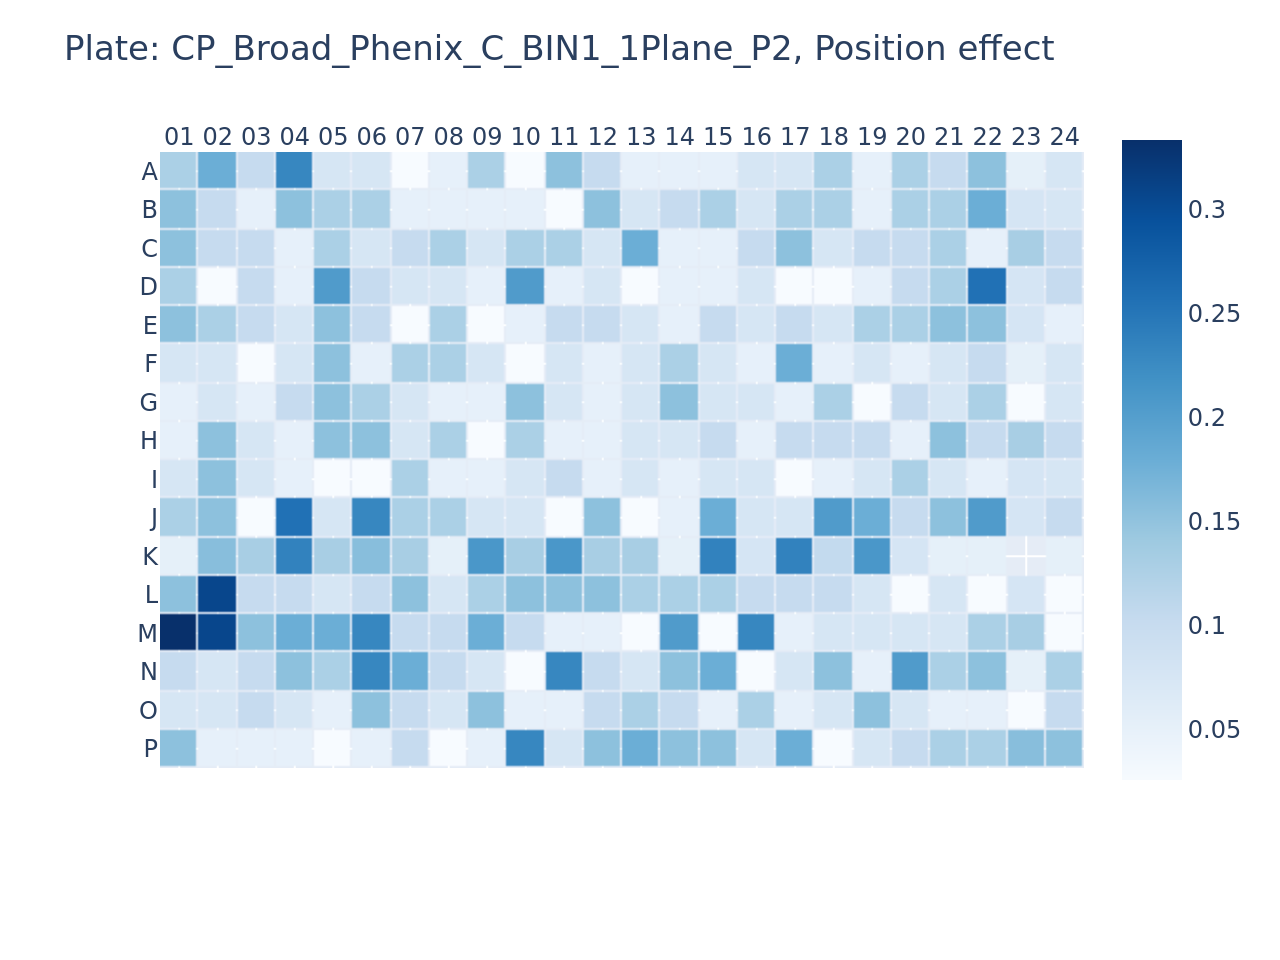 Plate: CP_Broad_Phenix_C_BIN1_1Plane_P2, Position effect
01 02 03 04 05 06 07 08 09 10 11 12 13 14 15 16 17 18 19 20 21 22 23 24
A
B
C
D
E
F
G
H
I
J
K
L
M
N
O
P
0.3
0.25
0.2
0.15
0.1
0.05